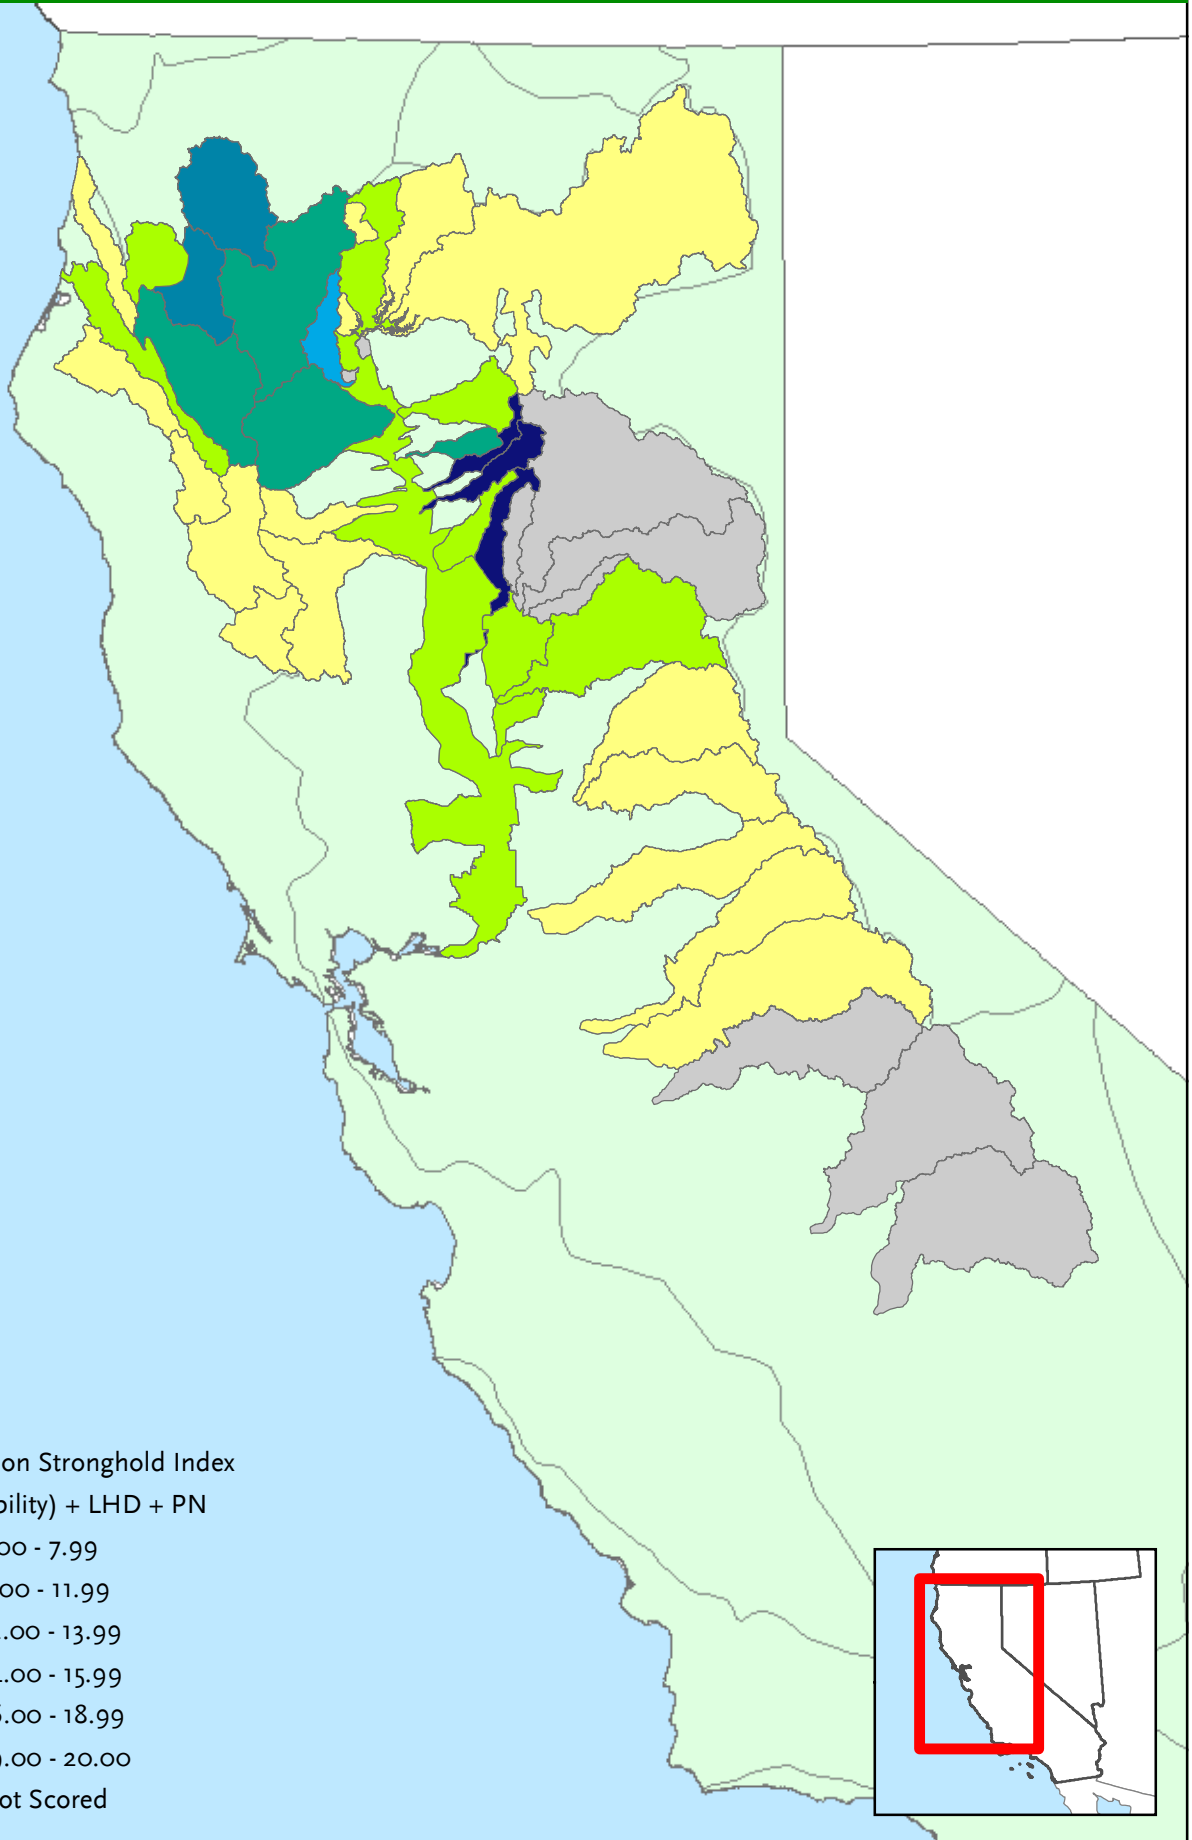 on Stronghold Index
bility) + LHD + PN
00 - 7.99
00 - 11.99
.00 - 13.99
.00 - 15.99
.00 - 18.99
.00 - 20.00
ot Scored